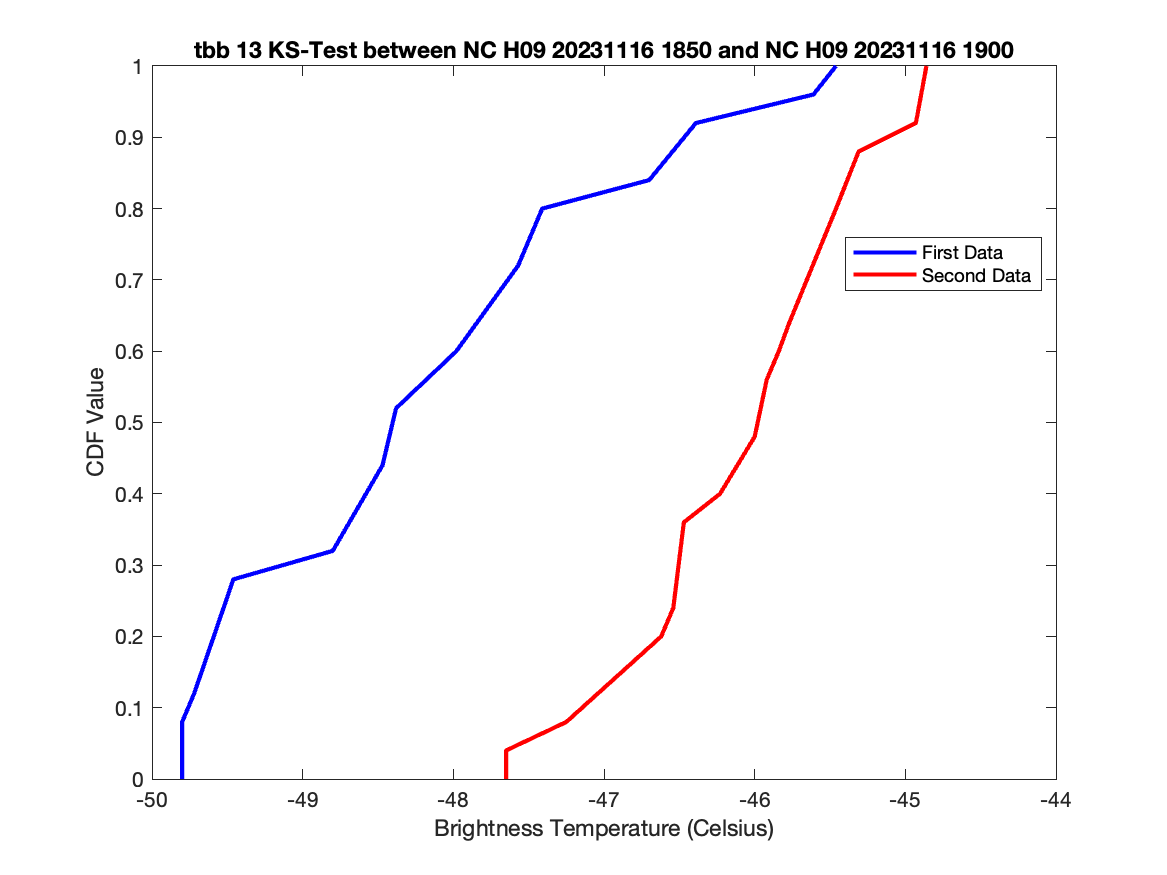 tbb 13 KS-Test between NC H09 20231116 1850 and NC H09 20231116 1900
1
0.9
0.8
0.7
0.6
0.5
0.4
0.3
0.2
0.1
0
CDF Value
First Data
Second Data
-50 -49 -48 -47 -46 -45 -44
Brightness Temperature (Celsius)